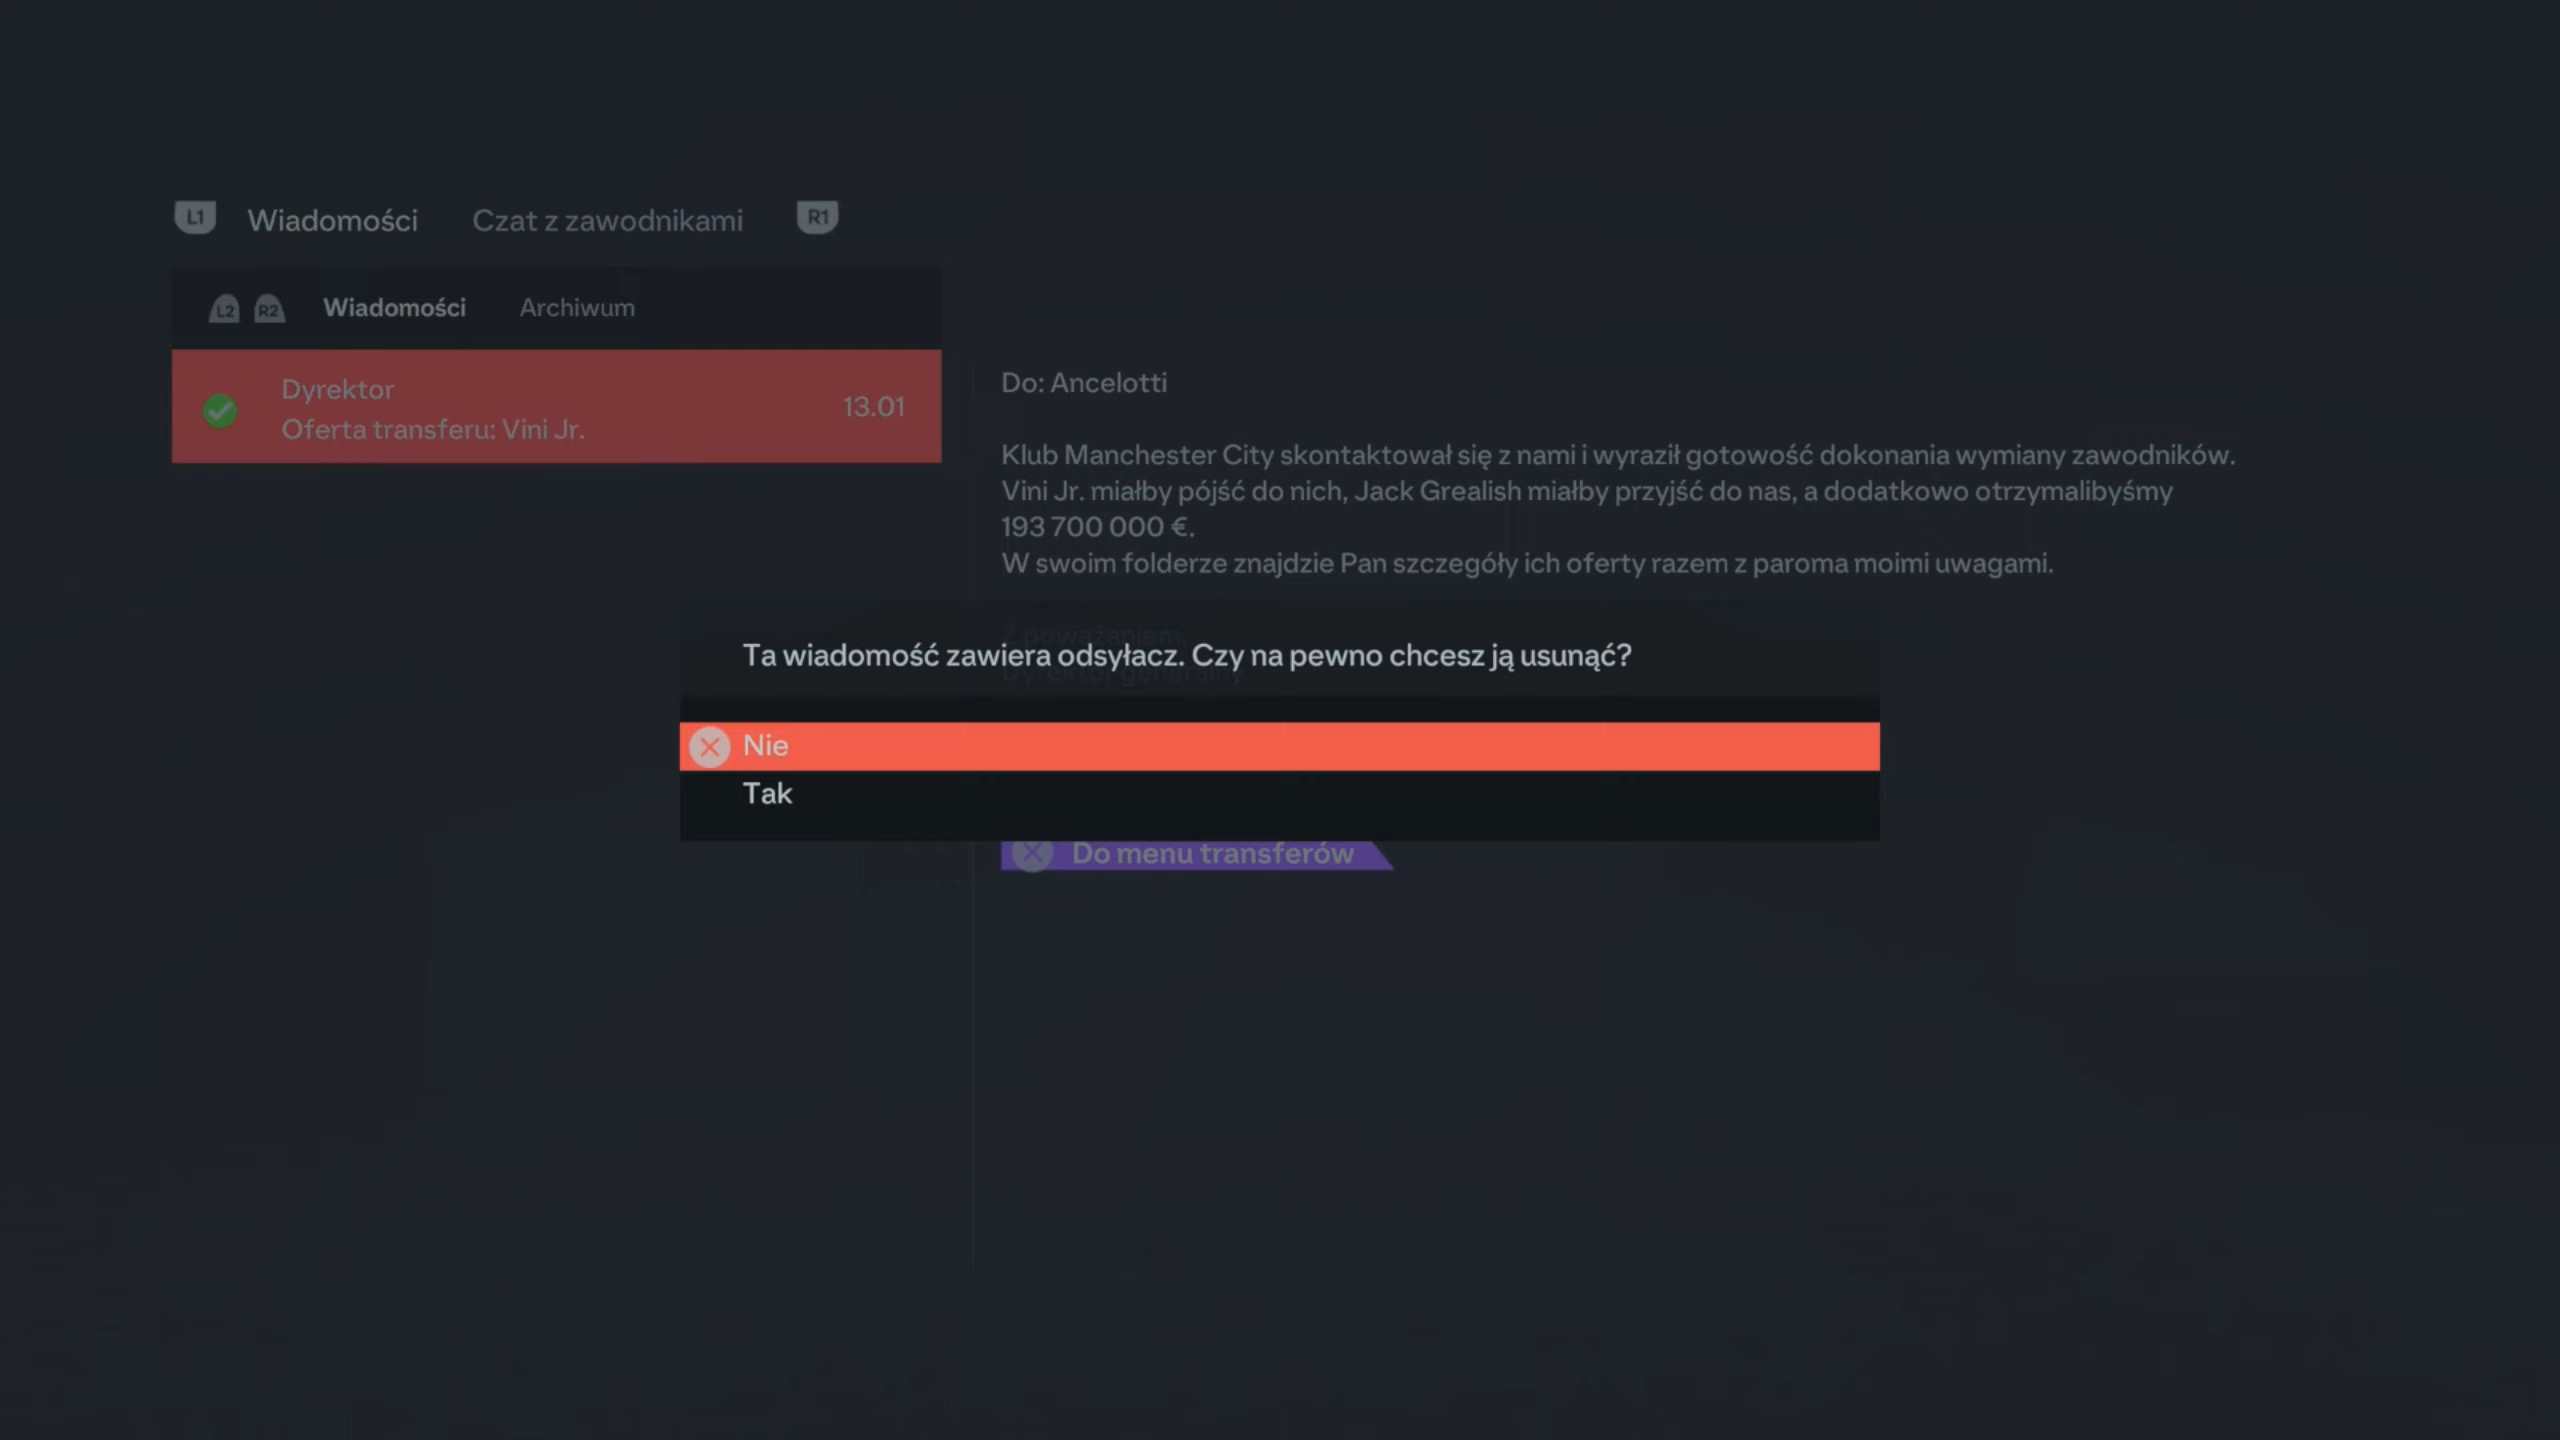 L1 Wiadomości Czat z zawodnikami R1
L2 R2 Wiadomości Archiwum
Dyrektor
Oferta transferu: Vini Jr.
13.01
Do: Ancelotti
Klub Manchester City skontaktował się z nami i wyraził gotowość dokonania wymiany zawodników.
Vini Jr. miałby pójść do nich, Jack Grealish miałby przyjść do nas, a dodatkowo otrzymalibyśmy
193 700 000 €.
W swoim folderze znajdzie Pan szczegóły ich oferty razem z paroma moimi uwagami.
Z poważaniem,
Dyrektor generalny
Ta wiadomość zawiera odsyłacz. Czy na pewno chcesz ją usunąć?
Nie
Tak
Do menu transferów